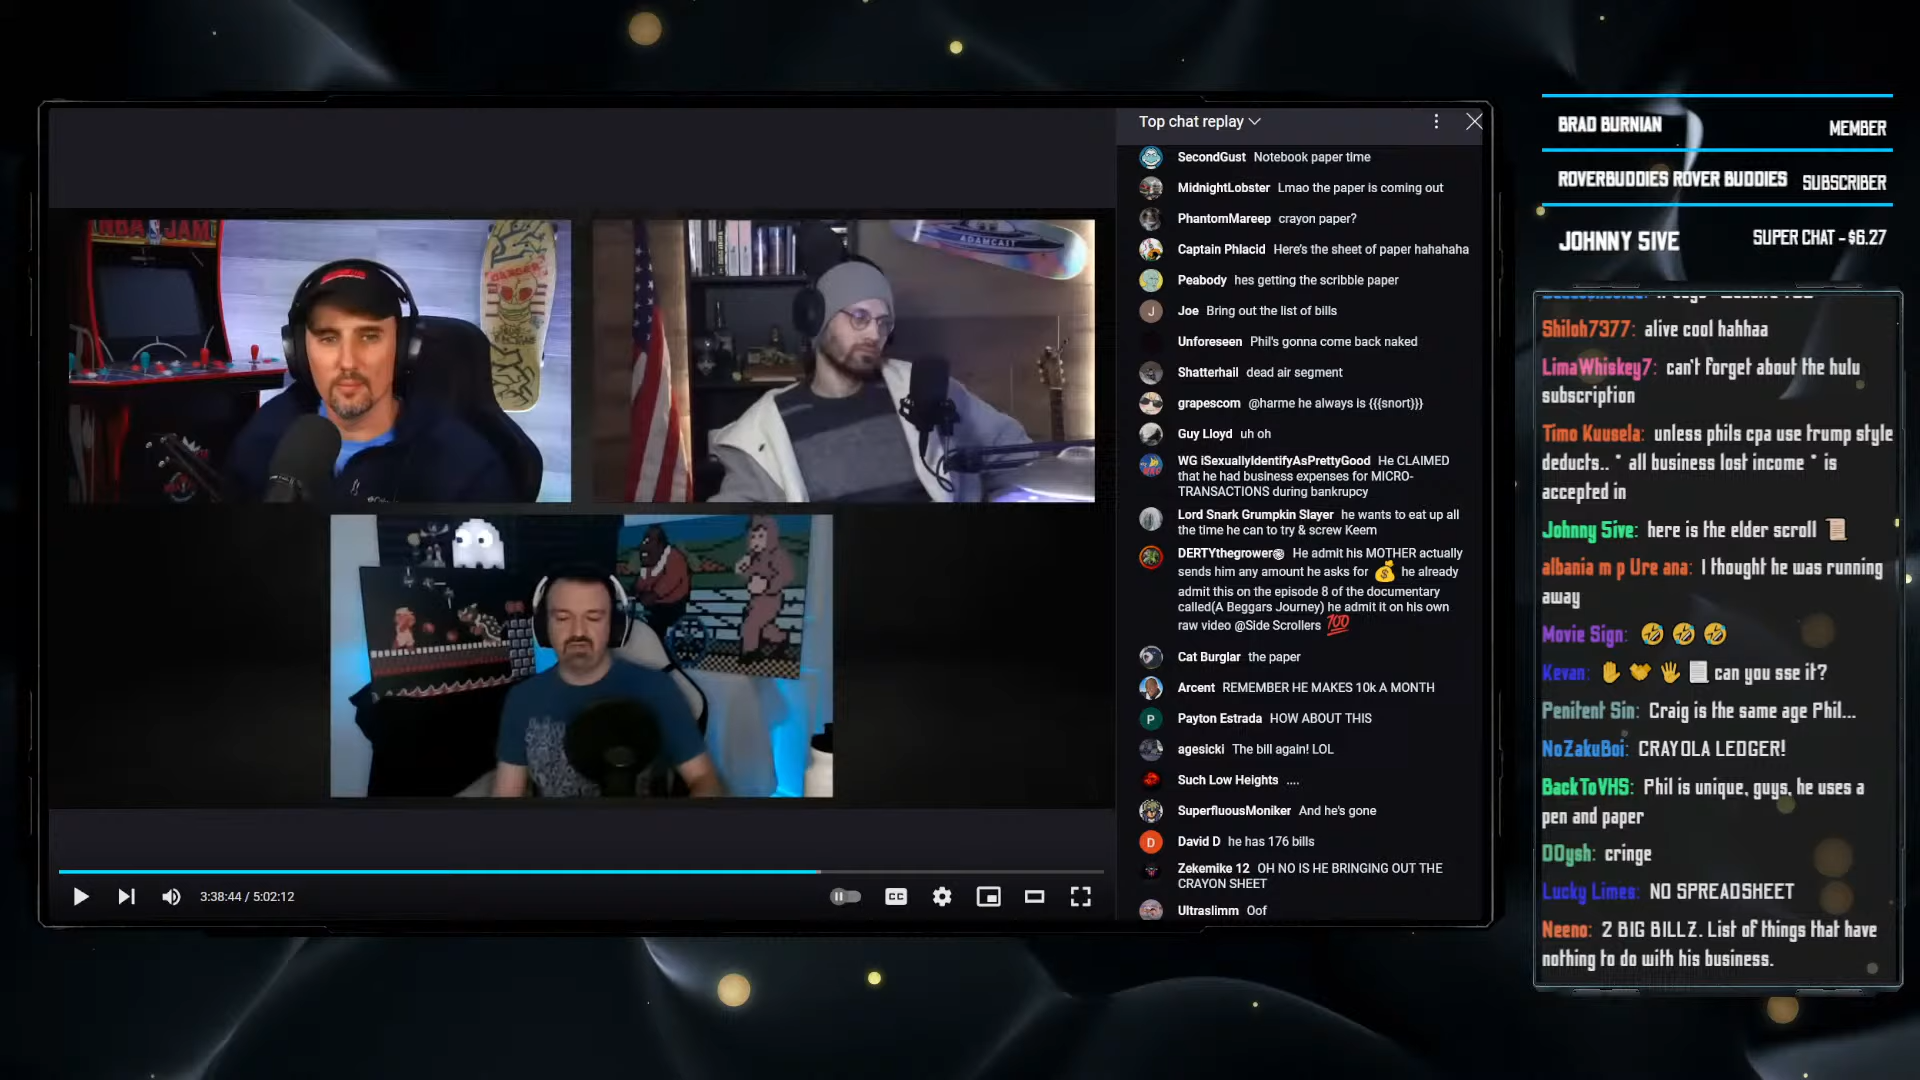 NBA JAM
DANGER
ADAMCAST
3:38:44 / 5:02:12
CC
Top chat replay
SecondGust Notebook paper time
MidnightLobster Lmao the paper is coming out
PhantomMareep crayon paper?
Captain Phlacid Here's the sheet of paper hahahaha
Peabody hes getting the scribble paper
J
Joe Bring out the list of bills
Unforeseen Phil's gonna come back naked
Shatterhail dead air segment
grapescom @harme he always is {{{snort}}}
Guy Lloyd uh oh
WG iSexuallyIdentifyAsPrettyGood He CLAIMED
that he had business expenses for MICRO-
TRANSACTIONS during bankrupcy
Lord Snark Grumpkin Slayer he wants to eat up all
the time he can to try & screw Keem
DERTYthegrower֍ He admit his MOTHER actually
sends him any amount he asks for 💰 he already
admit this on the episode 8 of the documentary
called(A Beggars Journey) he admit it on his own
raw video @Side Scrollers 💯
Cat Burglar the paper
Arcent REMEMBER HE MAKES 10k A MONTH
P
Payton Estrada HOW ABOUT THIS
agesicki The bill again! LOL
Such Low Heights ....
SuperfluousMoniker And he's gone
D
David D he has 176 bills
Zekemike 12 OH NO IS HE BRINGING OUT THE
CRAYON SHEET
Ultraslimm Oof
BRAD BURNIAN MEMBER
ROVERBUDDIES ROVER BUDDIES SUBSCRIBER
JOHNNY 5IVE SUPER CHAT - $6.27
Shiloh7377: alive cool hahhaa
LimaWhiskey7: can't forget about the hulu
subscription
Timo Kuusela: unless phils cpa use trump style
deducts.. * all business lost income * is
accepted in
Johnny 5ive: here is the elder scroll 📜
albania m p Ure ana: I thought he was running
away
Movie Sign: 🤣 🤣 🤣
Kevan: ✋ 🤝 🖐 📃 can you sse it?
Penitent Sin: Craig is the same age Phil...
NoZakuBoi: CRAYOLA LEDGER!
BackToVHS: Phil is unique, guys, he uses a
pen and paper
DOysh: cringe
Lucky Limes: NO SPREADSHEET
Neeno: 2 BIG BILLZ. List of things that have
nothing to do with his business.